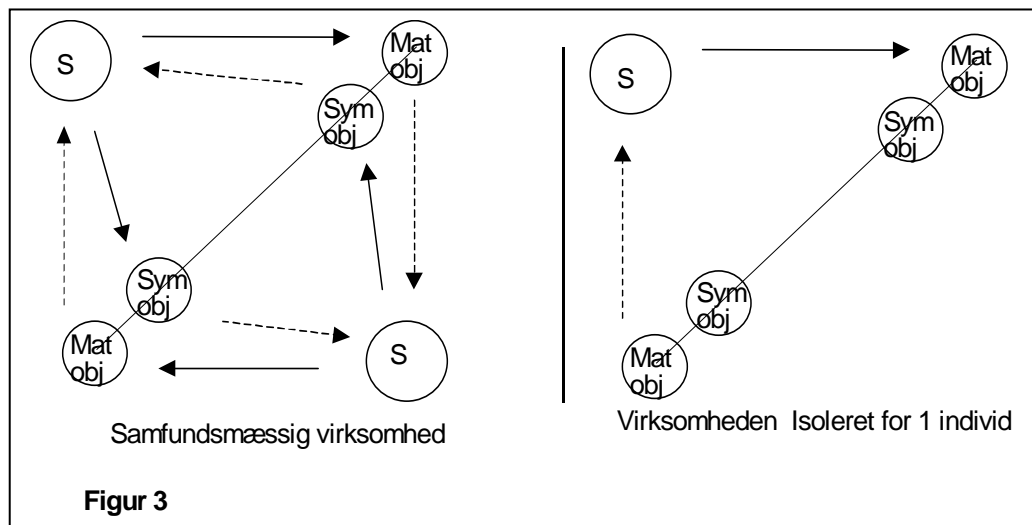 S
Mat
obj
Sym
obj
Sym
obj
Mat
obj
S
Samfundsmæssig virksomhed
S
Mat
obj
Sym
obj
Sym
obj
Mat
obj
Virksomheden Isoleret for 1 individ
Figur 3